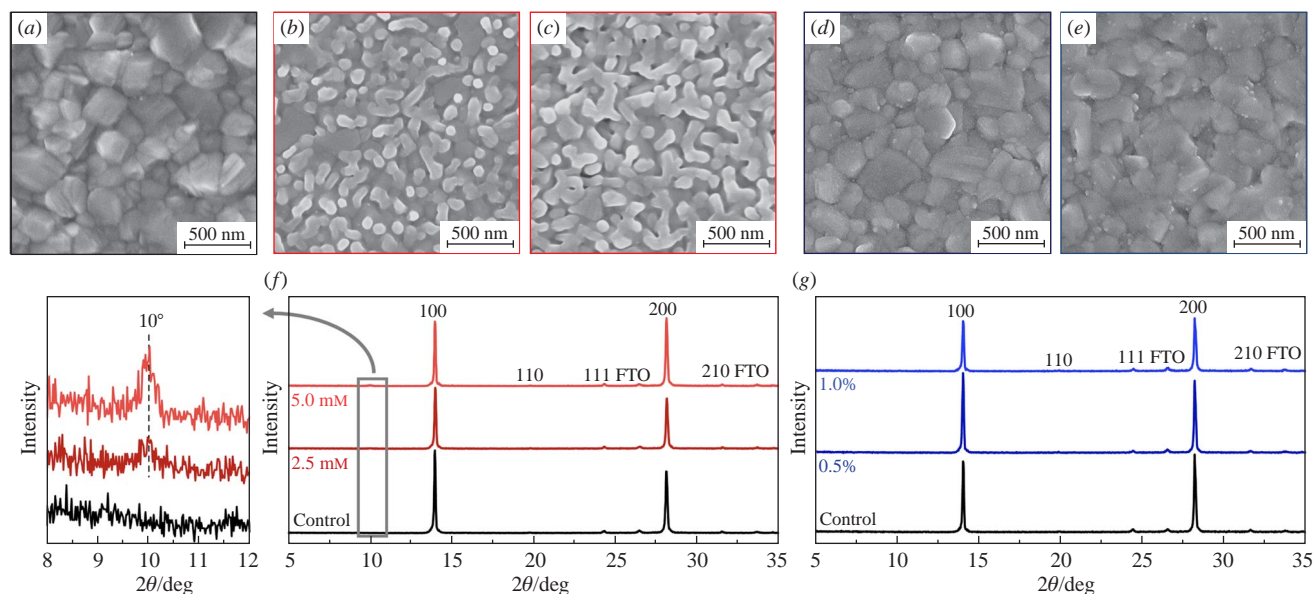 (a)
500 nm
(b)
500 nm
(c)
500 nm
(d)
500 nm
(e)
500 nm
10°
Intensity
8 9 10 11 12
2θ/deg
(f)
100
200
110
111 FTO
210 FTO
5.0 mM
2.5 mM
Control
Intensity
5 10 15 20 25 30 35
2θ/deg
(g)
100
200
110
111 FTO
210 FTO
1.0%
0.5%
Control
Intensity
5 10 15 20 25 30 35
2θ/deg